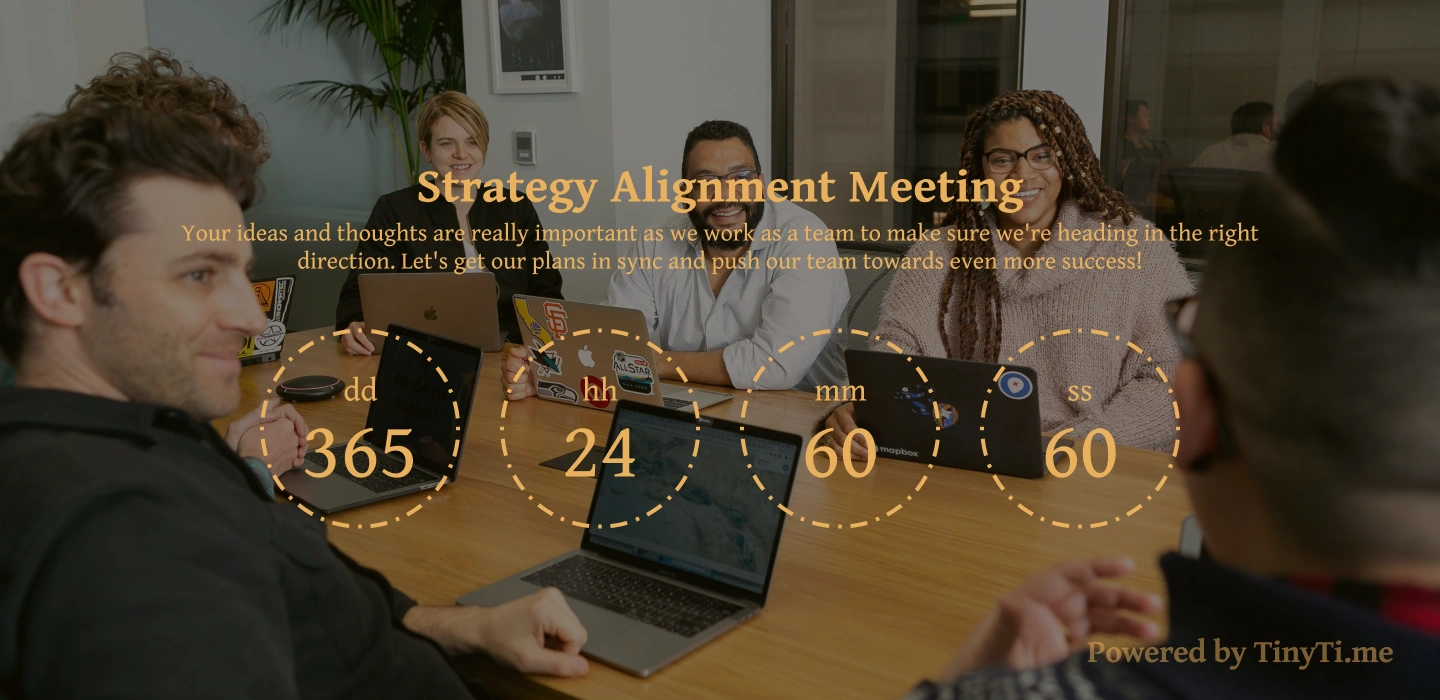 Strategy Alignment Meeting
Your ideas and thoughts are really important as we work as a team to make sure we're heading in the right
direction. Let's get our plans in sync and push our team towards even more success!
ALLSTAR
dd
hh
mm
ss
365
24
60
60
mapbox
Powered by TinyTi.me